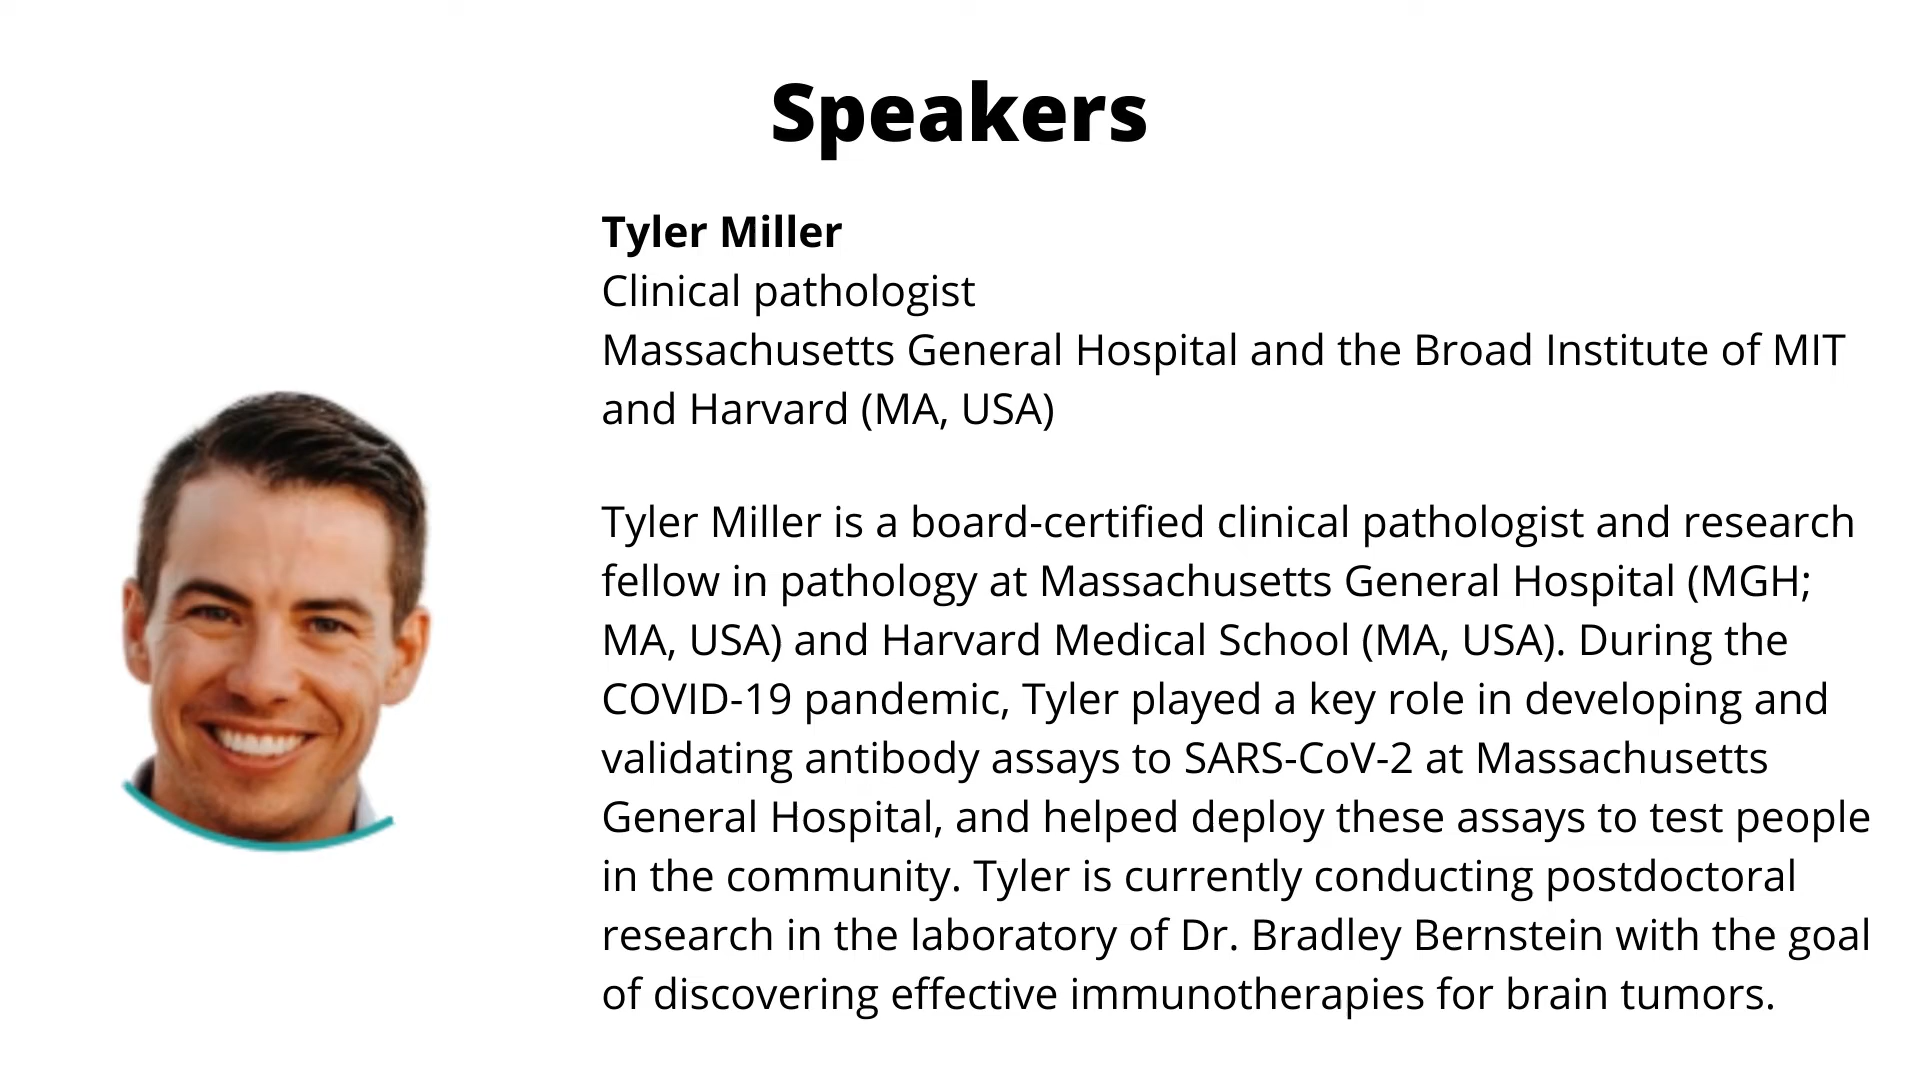 Speakers
Tyler Miller
Clinical pathologist
Massachusetts General Hospital and the Broad Institute of MIT
and Harvard (MA, USA)
Tyler Miller is a board-certified clinical pathologist and research
fellow in pathology at Massachusetts General Hospital (MGH;
MA, USA) and Harvard Medical School (MA, USA). During the
COVID-19 pandemic, Tyler played a key role in developing and
validating antibody assays to SARS-CoV-2 at Massachusetts
General Hospital, and helped deploy these assays to test people
in the community. Tyler is currently conducting postdoctoral
research in the laboratory of Dr. Bradley Bernstein with the goal
of discovering effective immunotherapies for brain tumors.